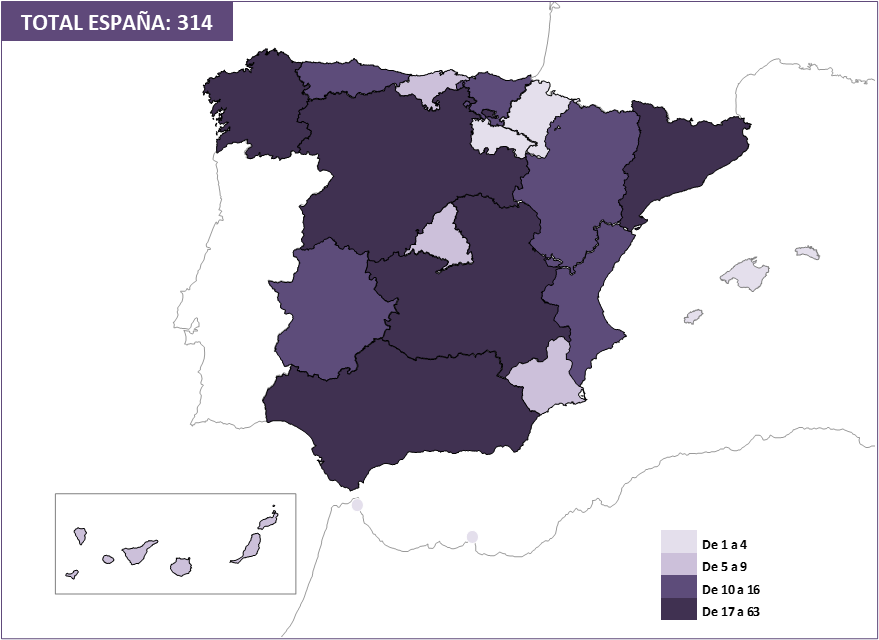 TOTAL ESPAÑA: 314
De 1 a 4
De 5 a 9
De 10 a 16
De 17 a 63